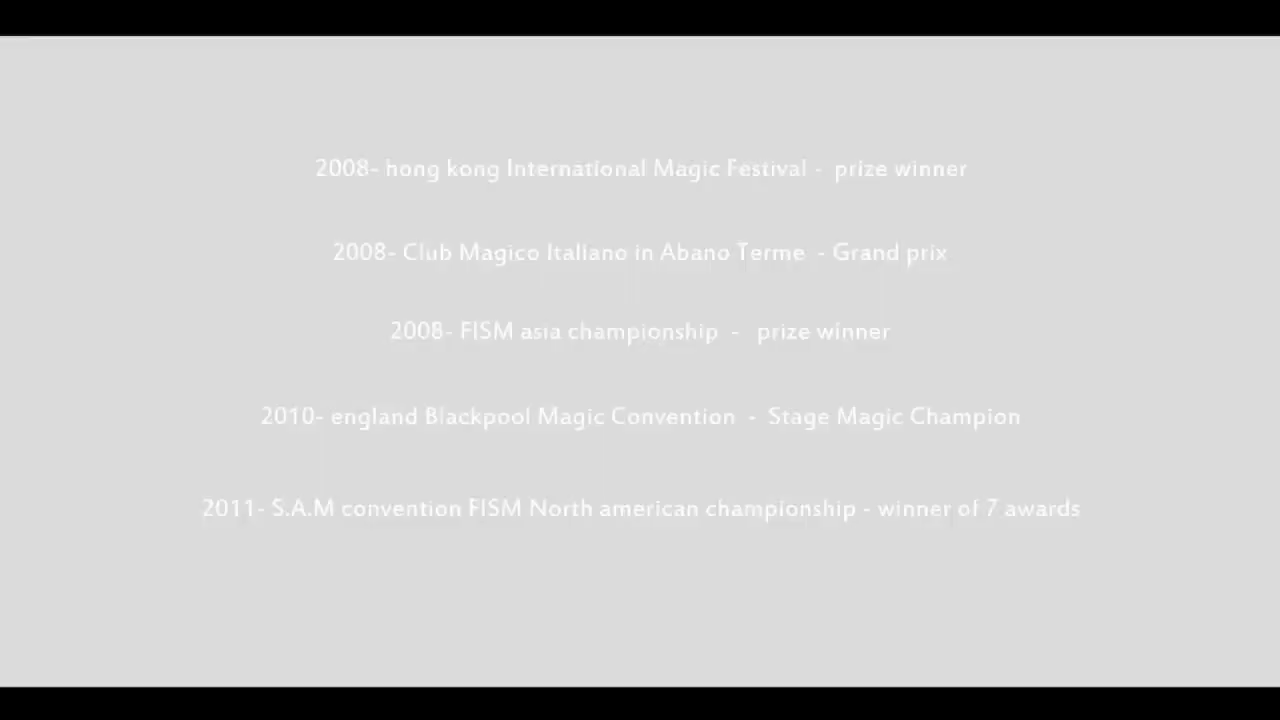 2008- hong kong International Magic Festival - prize winner
2008- Club Magico Italiano in Abano Terme - Grand prix
2008- FISM asia championship - prize winner
2010- england Blackpool Magic Convention - Stage Magic Champion
2011- S.A.M convention FISM North american championship - winner of 7 awards